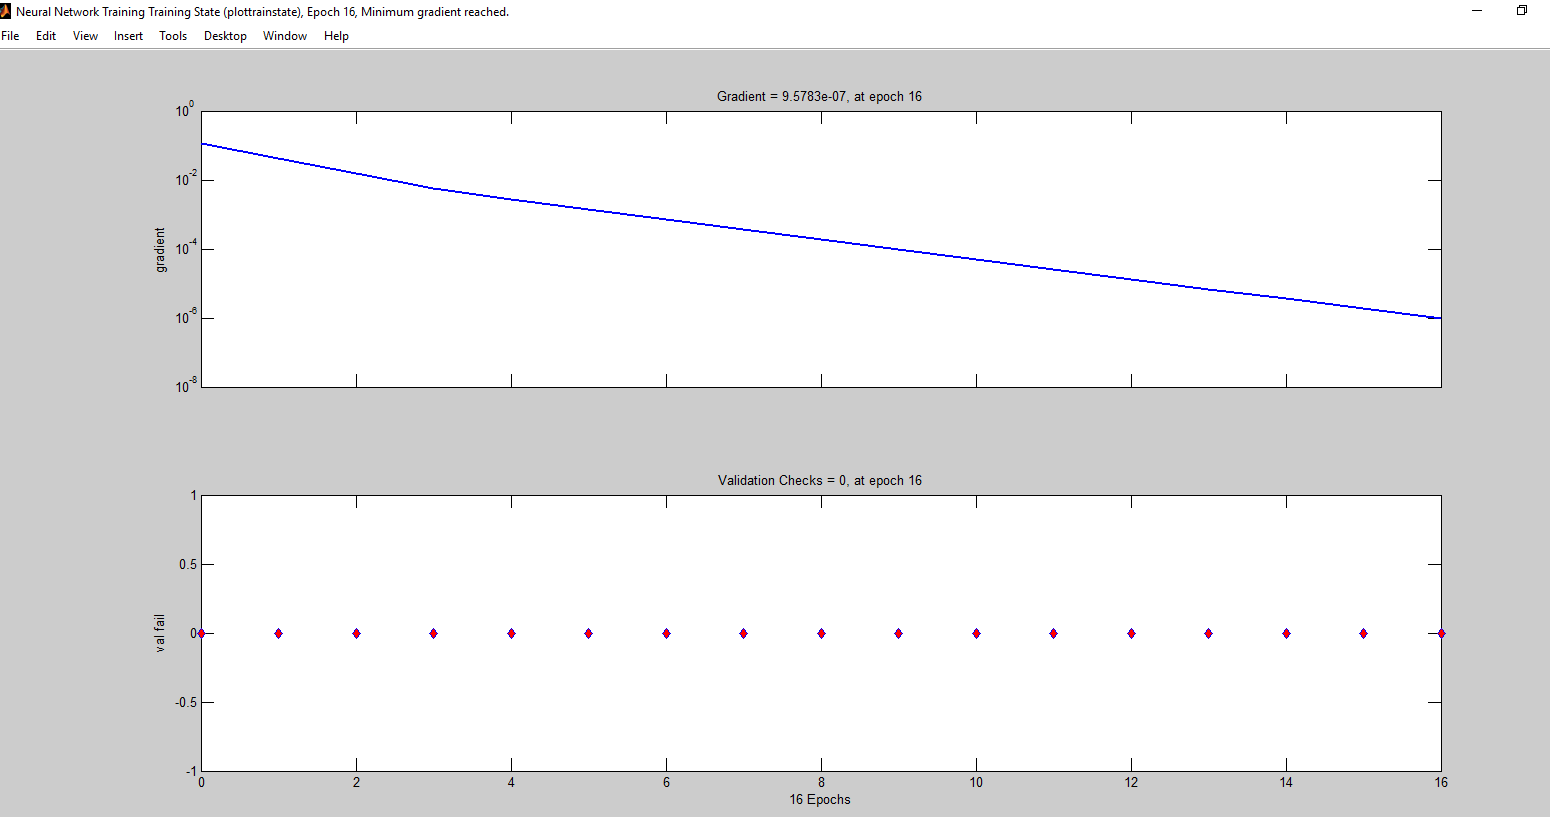 Neural Network Training Training State (plottrainstate), Epoch 16, Minimum gradient reached.
File Edit View Insert Tools Desktop Window Help
Gradient = 9.5783e-07, at epoch 16
10^0
10^-2
10^-4
10^-6
10^-8
gradient
Validation Checks = 0, at epoch 16
1
0.5
0
-0.5
-1
val fail
0 2 4 6 8 10 12 14 16
16 Epochs